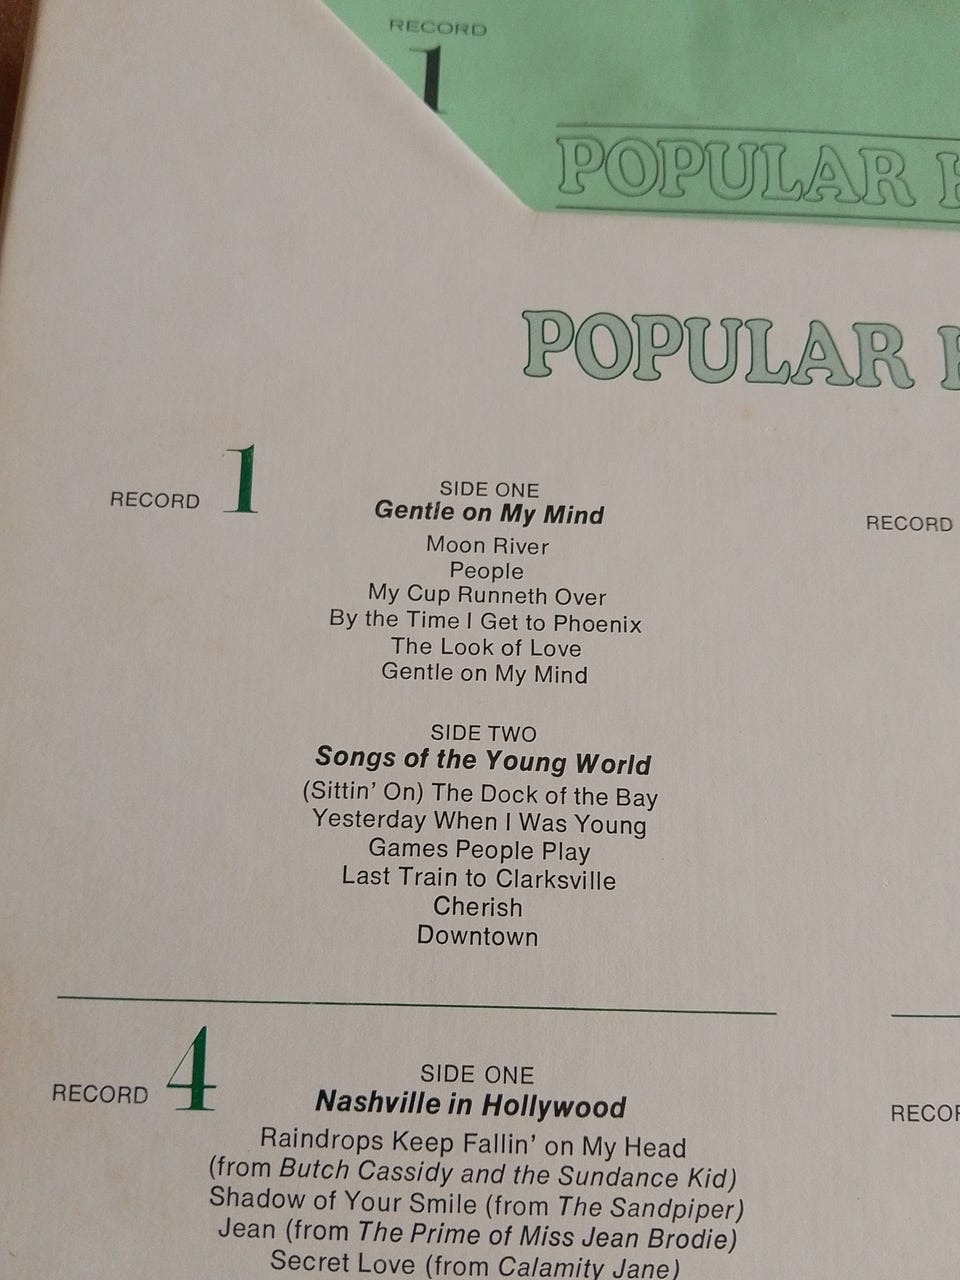 RECORD
1
POPULAR
POPULAR
RECORD 1
SIDE ONE
Gentle on My Mind
Moon River
People
My Cup Runneth Over
By the Time I Get to Phoenix
The Look of Love
Gentle on My Mind
SIDE TWO
Songs of the Young World
(Sittin' On) The Dock of the Bay
Yesterday When I Was Young
Games People Play
Last Train to Clarksville
Cherish
Downtown
RECORD
RECORD 4
SIDE ONE
Nashville in Hollywood
Raindrops Keep Fallin' on My Head
(from Butch Cassidy and the Sundance Kid)
Shadow of Your Smile (from The Sandpiper)
Jean (from The Prime of Miss Jean Brodie)
Secret Love (from Calamity Jane)